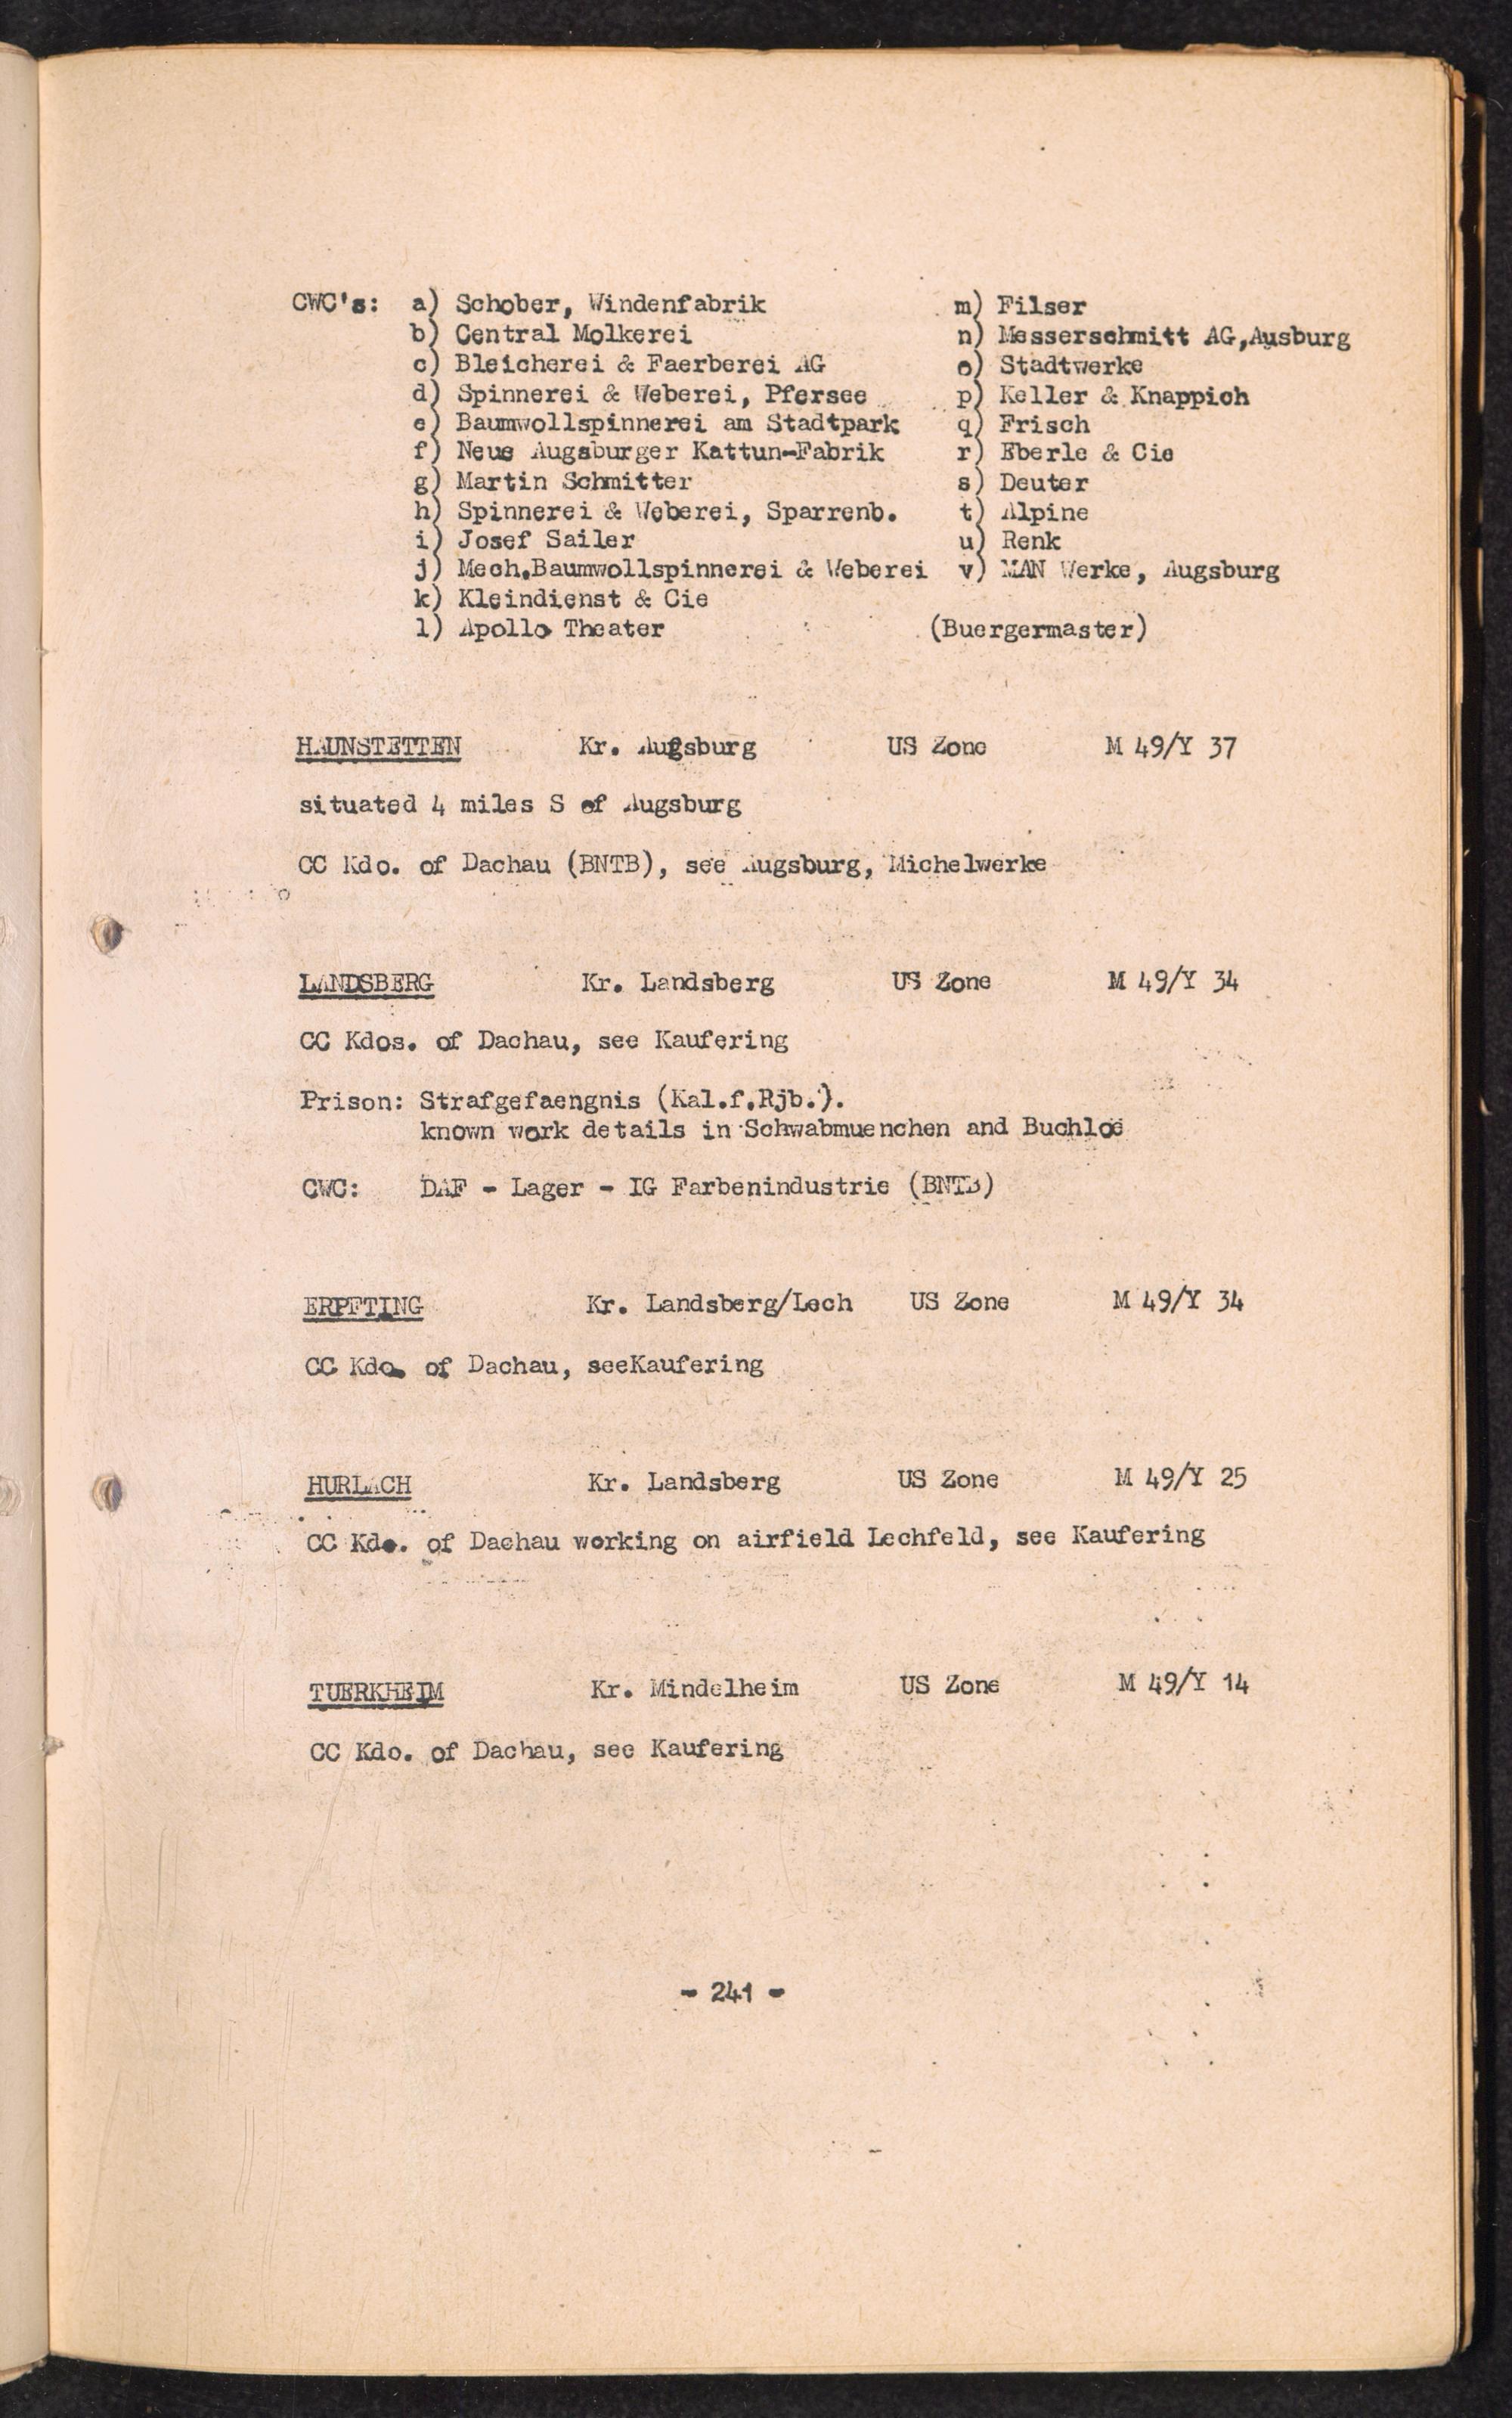 CWC's: a) Schober, Windenfabrik
b) Central Molkerei
c) Bleicherei & Faerberei AG
d) Spinnerei & Weberei, Pfersee
e) Baumwollspinnerei am Stadtpark
f) Neue Augsburger Kattun-Fabrik
g) Martin Schmitter
h) Spinnerei & Weberei, Sparrenb.
i) Josef Sailer
j) Mech.Baumwollspinnerei & Weberei
k) Kleindienst & Cie
l) Apollo Theater
m) Filser
n) Messerschmitt AG,Ausburg
o) Stadtwerke
p) Keller & Knappich
q) Frisch
r) Eberle & Cie
s) Deuter
t) Alpine
u) Renk
v) MAN Werke, Augsburg
(Buergermaster)
HAUNSTETTEN Kr. Augsburg US Zone M 49/Y 37
situated 4 miles S of Augsburg
CC Kdo. of Dachau (BNTB), see Augsburg, Michelwerke
LANDSBERG Kr. Landsberg US Zone M 49/Y 34
CC Kdos. of Dachau, see Kaufering
Prison: Strafgefaengnis (Kal.f.Rjb.).
known work details in Schwabmuenchen and Buchloe
CWC: DAF - Lager - IG Farbenindustrie (BNTB)
ERPFTING Kr. Landsberg/Lech US Zone M 49/Y 34
CC Kdo. of Dachau, seeKaufering
HURLACH Kr. Landsberg US Zone M 49/Y 25
CC Kdo. of Dachau working on airfield Lechfeld, see Kaufering
TUERKHEIM Kr. Mindelheim US Zone M 49/Y 14
CC Kdo. of Dachau, see Kaufering
- 241 -